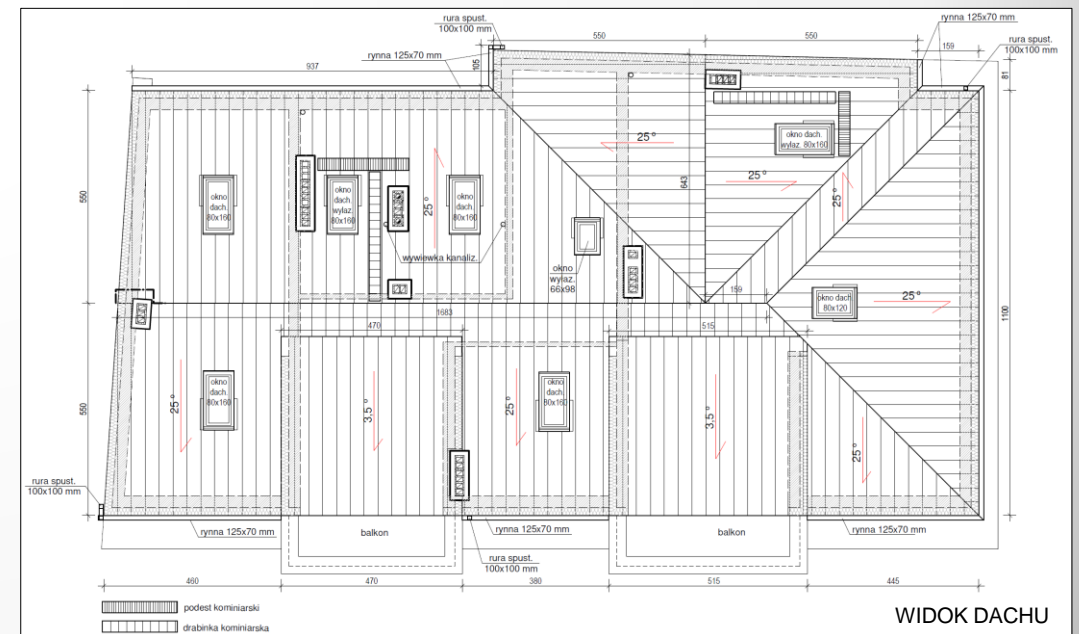 rura spust.
100x100 mm
rynna 125x70 mm
rynna 125x70 mm
rura spust.
100x100 mm
550
550
159
937
105
81
okno dach.
wyłaz. 80x160
25°
25°
25°
643
550
okno
dach.
80x160
okno
dach.
wyłaz.
80x160
25°
okno
dach.
80x160
wywiewka kanaliz.
okno
wyłaz.
66x98
159
okno dach
80x120
25°
1100
1683
470
515
550
25°
okno
dach.
80x160
3,5°
25°
okno
dach.
80x160
3,5°
25°
rura spust.
100x100 mm
rynna 125x70 mm
balkon
rynna 125x70 mm
balkon
rynna 125x70 mm
rura spust.
100x100 mm
460
470
380
515
445
podest kominiarski
drabinka kominiarska
WIDOK DACHU